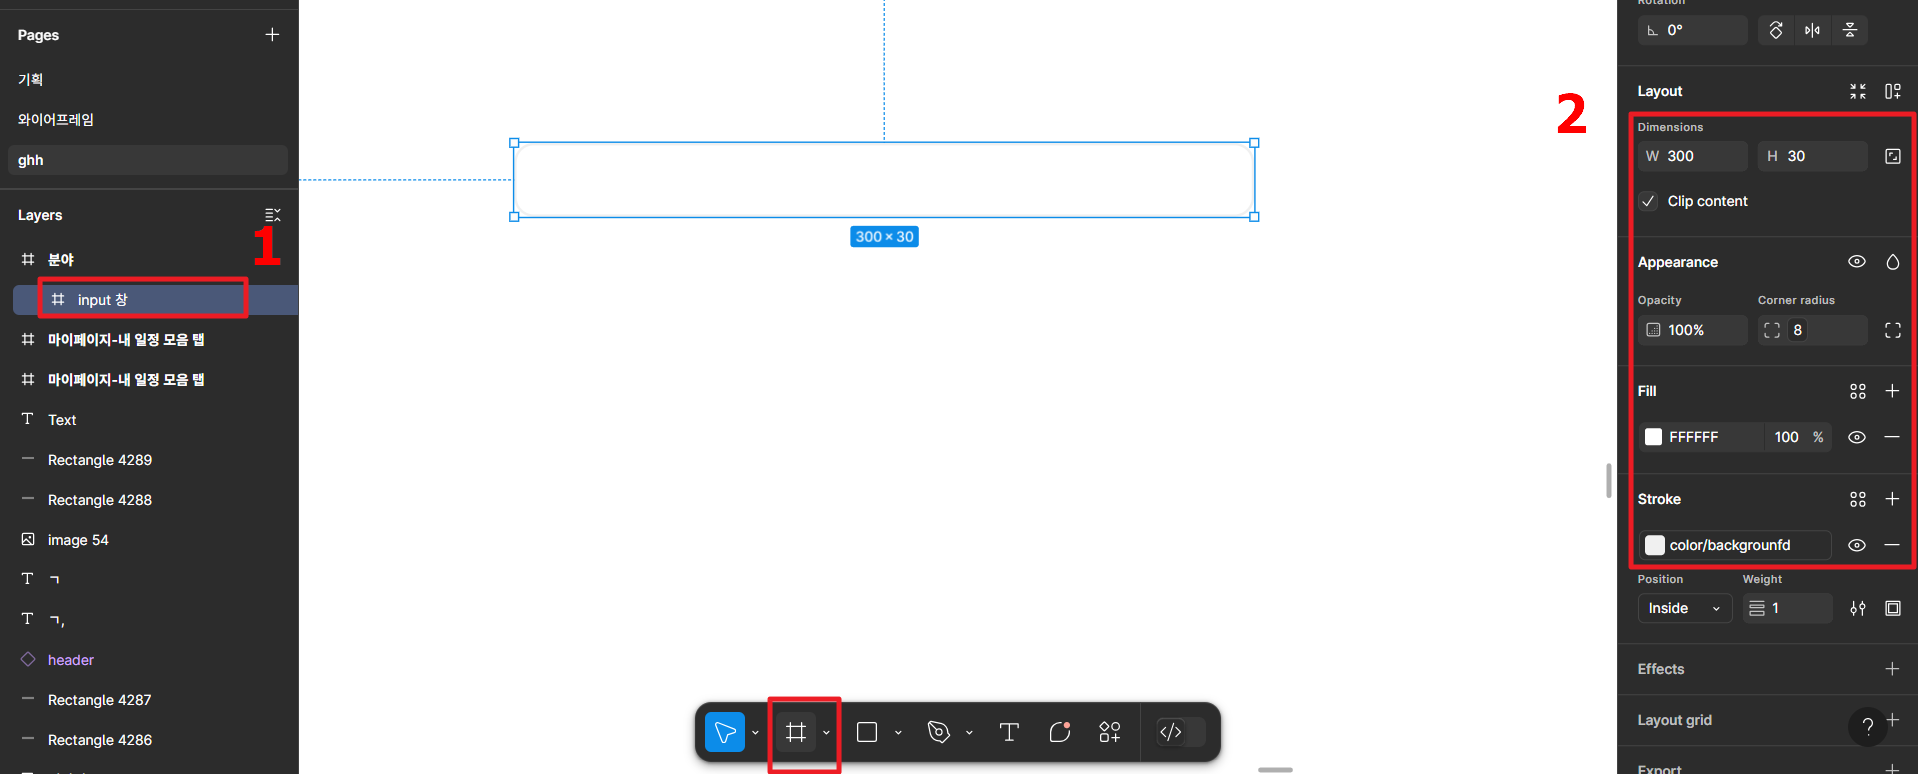 Pages
기획
와이어프레임
ghh
Layers
1
분야
input 창
마이페이지-내 일정 모음 탭
마이페이지-내 일정 모음 탭
Text
Rectangle 4289
Rectangle 4288
image 54
ㄱ
ㄱ,
header
Rectangle 4287
Rectangle 4286
300 × 30
2
Rotation
0°
Layout
Dimensions
W 300 H 30
Clip content
Appearance
Opacity Corner radius
100% 8
Fill
FFFFFF 100 %
Stroke
color/backgrounfd
Position Weight
Inside 1
Effects
Layout grid
?
Export